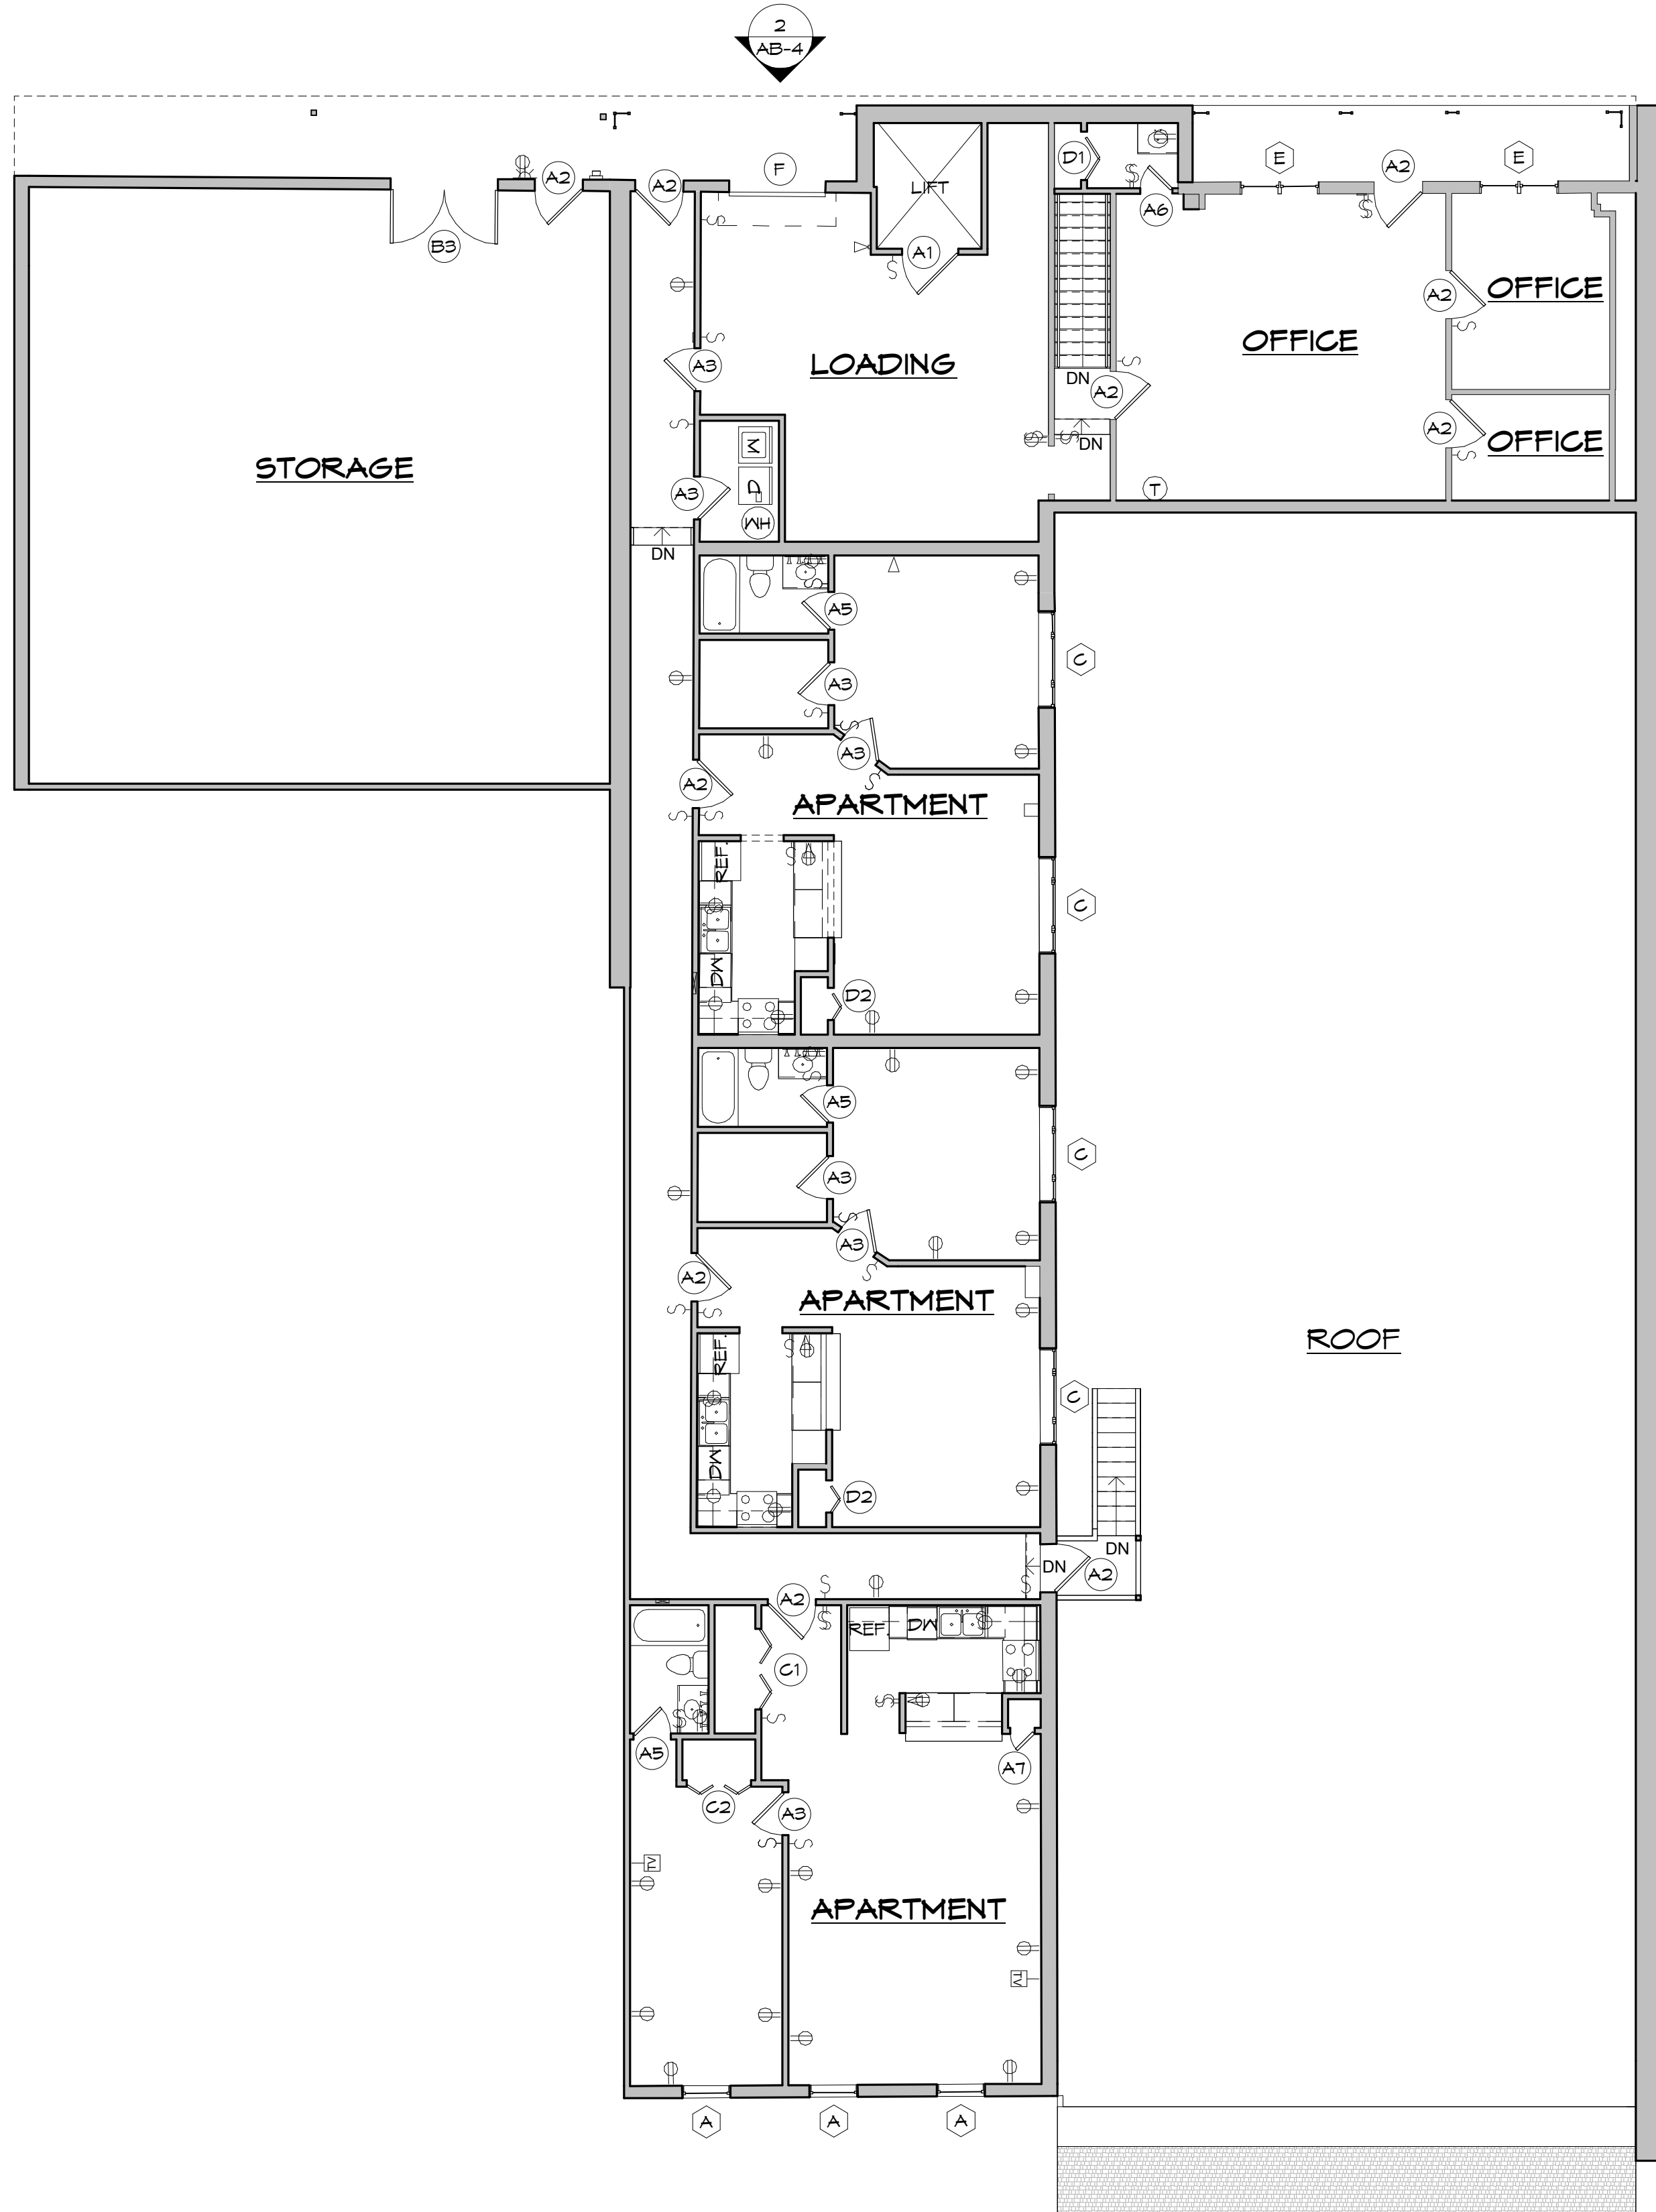 2
AB-4
F
E
A2
E
A2
A2
D1
LIFT
A6
B3
A1
OFFICE
A2
OFFICE
LOADING
A3
DN
A2
A2
OFFICE
DN
STORAGE
M
D
A3
T
WH
DN
A5
C
A3
A3
A2
APARTMENT
REF.
C
DW
D2
A5
C
A3
A3
A2
APARTMENT
REF.
ROOF
C
DW
D2
DN
DN
A2
A2
REF.
DW
C1
A5
A7
C2
A3
TV
APARTMENT
TV
A
A
A